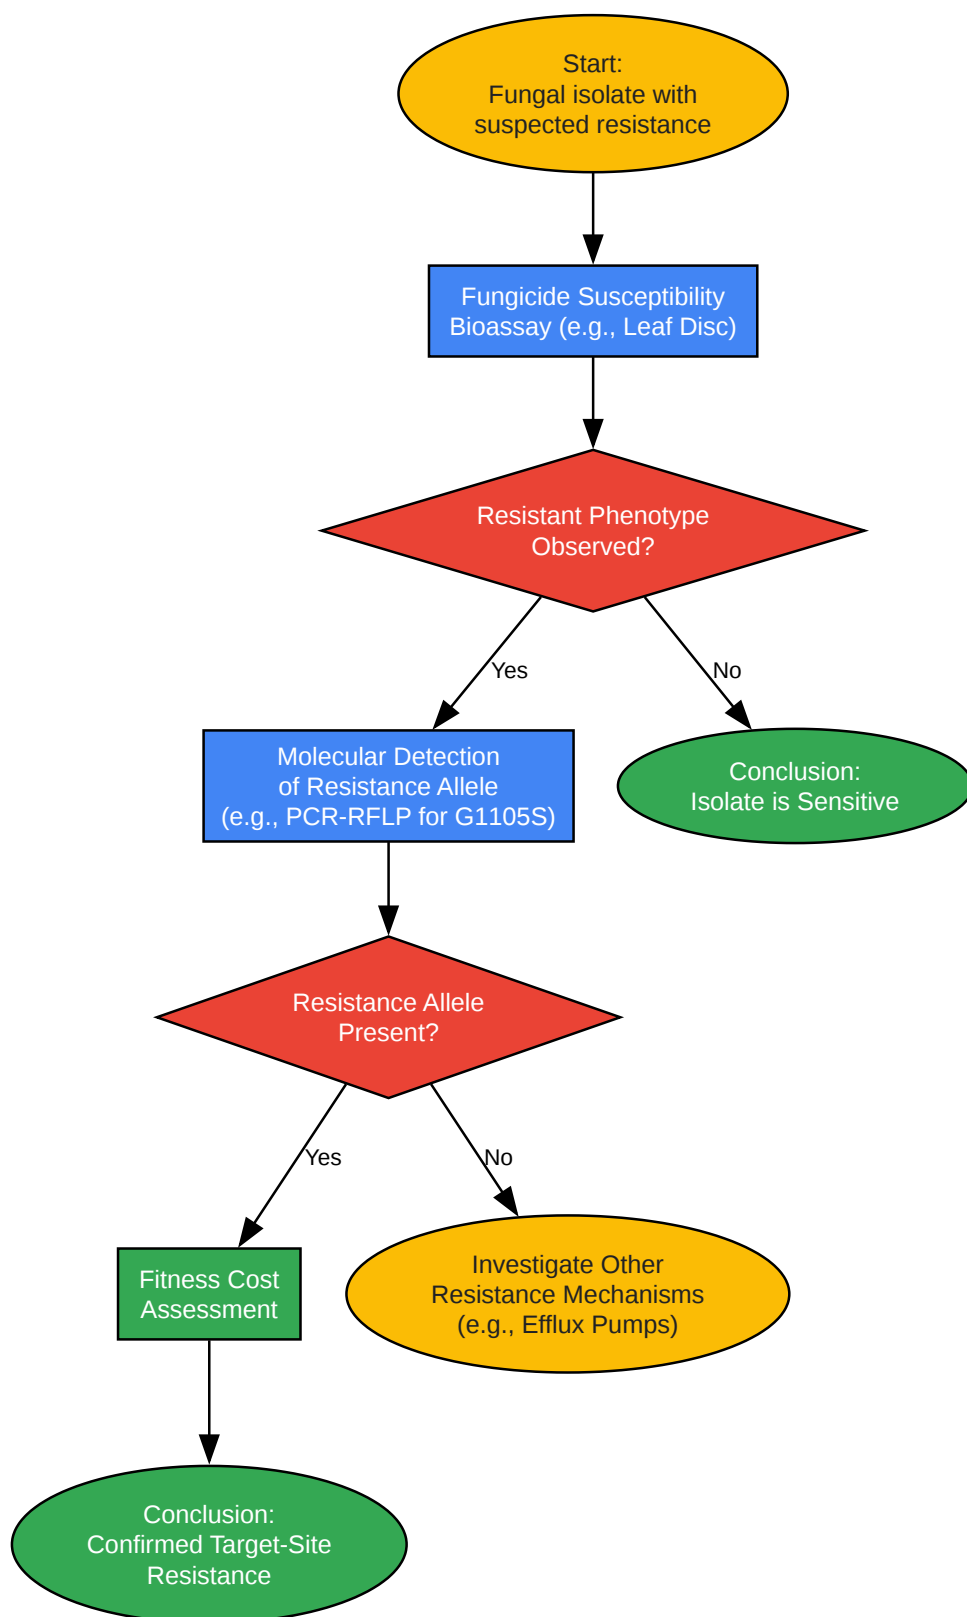 Start:
Fungal isolate with
suspected resistance
Fungicide Susceptibility
Bioassay (e.g., Leaf Disc)
Resistant Phenotype
Observed?
Yes
No
Molecular Detection
of Resistance Allele
(e.g., PCR-RFLP for G1105S)
Conclusion:
Isolate is Sensitive
Resistance Allele
Present?
Yes
No
Fitness Cost
Assessment
Investigate Other
Resistance Mechanisms
(e.g., Efflux Pumps)
Conclusion:
Confirmed Target-Site
Resistance